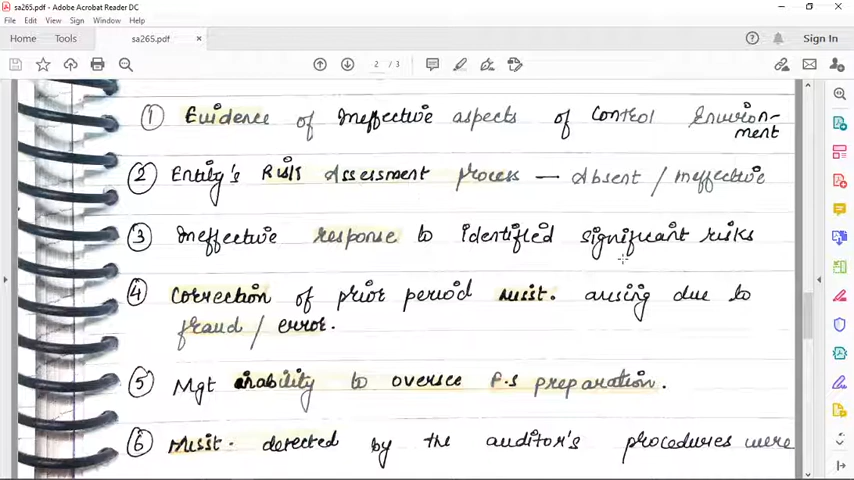 sa265.pdf - Adobe Acrobat Reader DC
File Edit View Sign Window Help
Home Tools sa265.pdf × Sign In
2 / 3
① Evidence of Ineffective aspects of Control Environ-
ment
② Entity's Risk Assessment process — Absent / Ineffective
③ Ineffective response to identified significant risks
④ Correction of prior period misst. arising due to
fraud / error.
⑤ Mgt inability to oversee F.S preparation.
⑥ Misst. detected by the auditor's procedures were